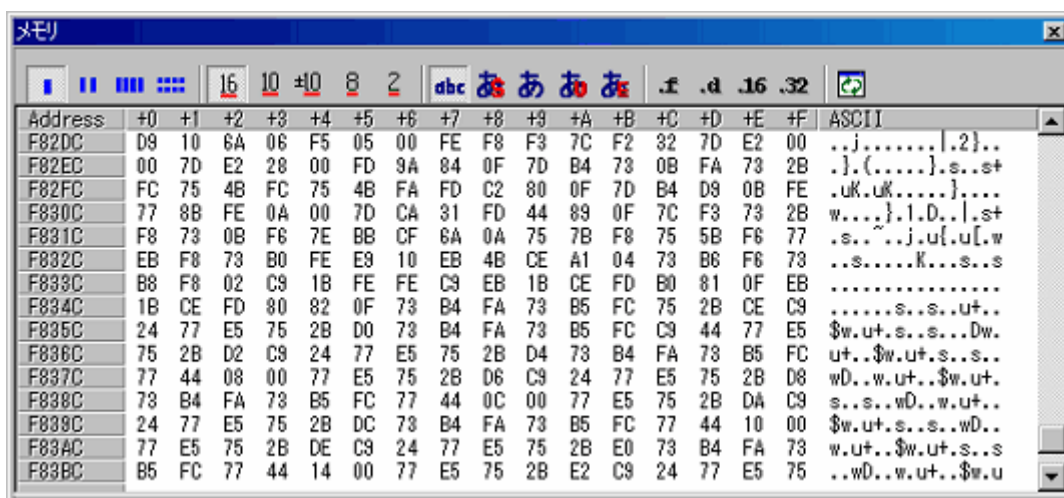 メモリ
16 10 ±10 8 2 abc あS あ あ あE .f .d .16 .32
Address +0 +1 +2 +3 +4 +5 +6 +7 +8 +9 +A +B +C +D +E +F ASCII
F82DC D9 10 6A 06 F5 05 00 FE F8 F3 7C F2 32 7D E2 00 ..j.......|.2}..
F82EC 00 7D E2 28 00 FD 9A 84 0F 7D B4 73 0B FA 73 2B .}.(.....}.s..s+
F82FC FC 75 4B FC 75 4B FA FD C2 80 0F 7D B4 D9 0B FE .uK.uK.....}....
F830C 77 8B FE 0A 00 7D CA 31 FD 44 89 0F 7C F3 73 2B w....}.1.D..|.s+
F831C F8 73 0B F6 7E BB CF 6A 0A 75 7B F8 75 5B F6 77 .s..~..j.u{.u[.w
F832C EB F8 73 B0 FE E9 10 EB 4B CE A1 04 73 B6 F6 73 ..s.....K...s..s
F833C B8 F8 02 C9 1B FE FE C9 EB 1B CE FD B0 81 0F EB ................
F834C 1B CE FD 80 82 0F 73 B4 FA 73 B5 FC 75 2B CE C9 ......s..s..u+..
F835C 24 77 E5 75 2B D0 73 B4 FA 73 B5 FC C9 44 77 E5 $w.u+.s..s...Dw.
F836C 75 2B D2 C9 24 77 E5 75 2B D4 73 B4 FA 73 B5 FC u+..$w.u+.s..s..
F837C 77 44 08 00 77 E5 75 2B D6 C9 24 77 E5 75 2B D8 wD..w.u+..$w.u+.
F838C 73 B4 FA 73 B5 FC 77 44 0C 00 77 E5 75 2B DA C9 s..s..wD..w.u+..
F839C 24 77 E5 75 2B DC 73 B4 FA 73 B5 FC 77 44 10 00 $w.u+.s..s..wD..
F83AC 77 E5 75 2B DE C9 24 77 E5 75 2B E0 73 B4 FA 73 w.u+..$w.u+.s..s
F83BC B5 FC 77 44 14 00 77 E5 75 2B E2 C9 24 77 E5 75 ..wD..w.u+..$w.u